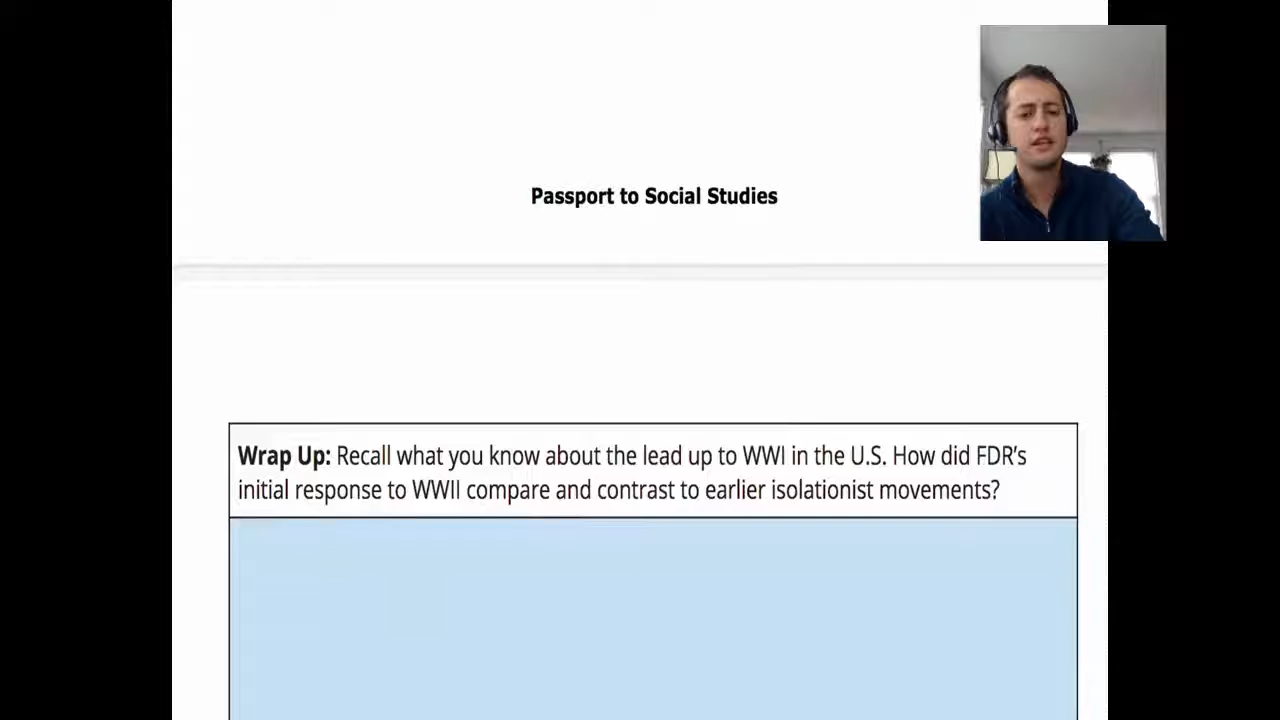 Passport to Social Studies
Wrap Up: Recall what you know about the lead up to WWI in the U.S. How did FDR's
initial response to WWII compare and contrast to earlier isolationist movements?